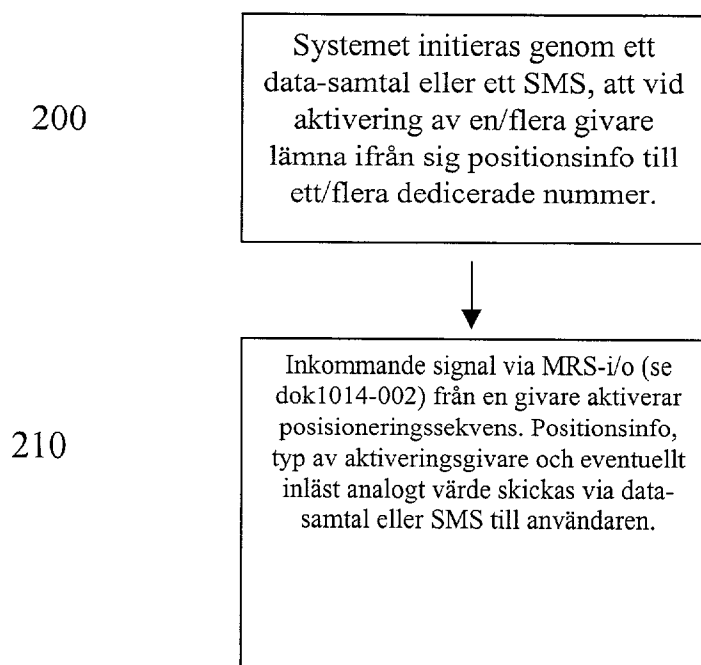 200
Systemet initieras genom ett
data-samtal eller ett SMS, att vid
aktivering av en/flera givare
lämna ifrån sig positionsinfo till
ett/flera dedicerade nummer.
210
Inkommande signal via MRS-i/o (se
dok1014-002) från en givare aktiverar
posisioneringssekvens. Positionsinfo,
typ av aktiveringsgivare och eventuellt
inläst analogt värde skickas via data-
samtal eller SMS till användaren.